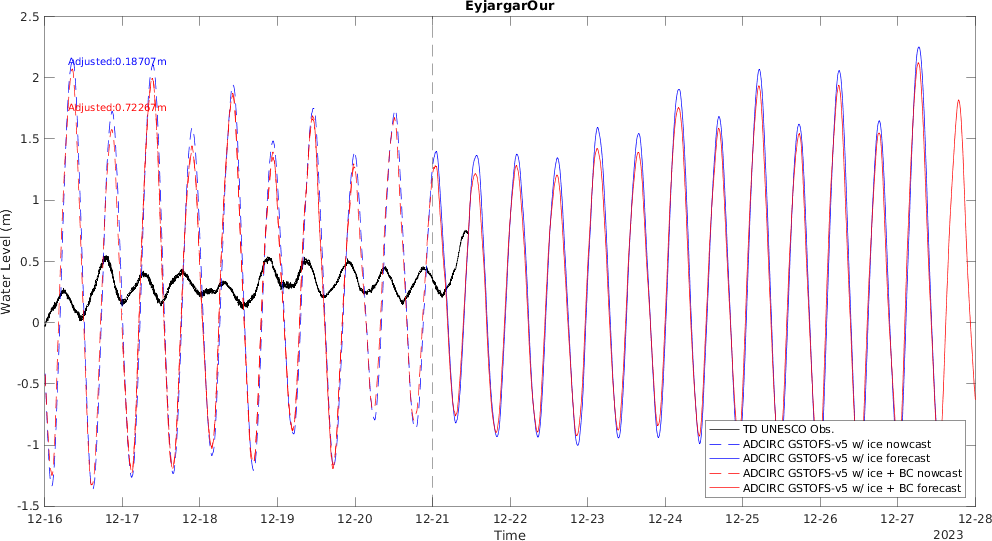 EyjargarOur
Adjusted:0.18707m
Adjusted:0.72267m
Water Level (m)
2.5
2
1.5
1
0.5
0
-0.5
-1
-1.5
TD UNESCO Obs.
ADCIRC GSTOFS-v5 w/ ice nowcast
ADCIRC GSTOFS-v5 w/ ice forecast
ADCIRC GSTOFS-v5 w/ ice + BC nowcast
ADCIRC GSTOFS-v5 w/ ice + BC forecast
12-16 12-17 12-18 12-19 12-20 12-21 12-22 12-23 12-24 12-25 12-26 12-27 12-28
Time
2023